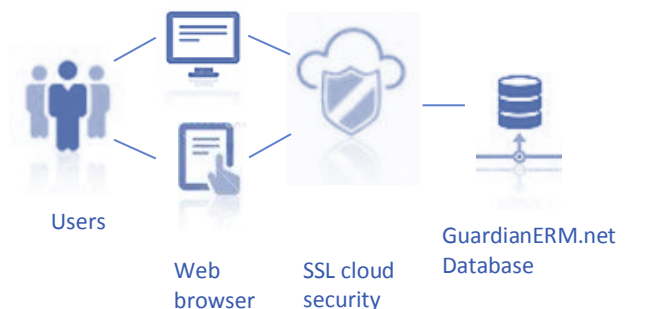 Users
Web
browser
SSL cloud
security
GuardianERM.net
Database